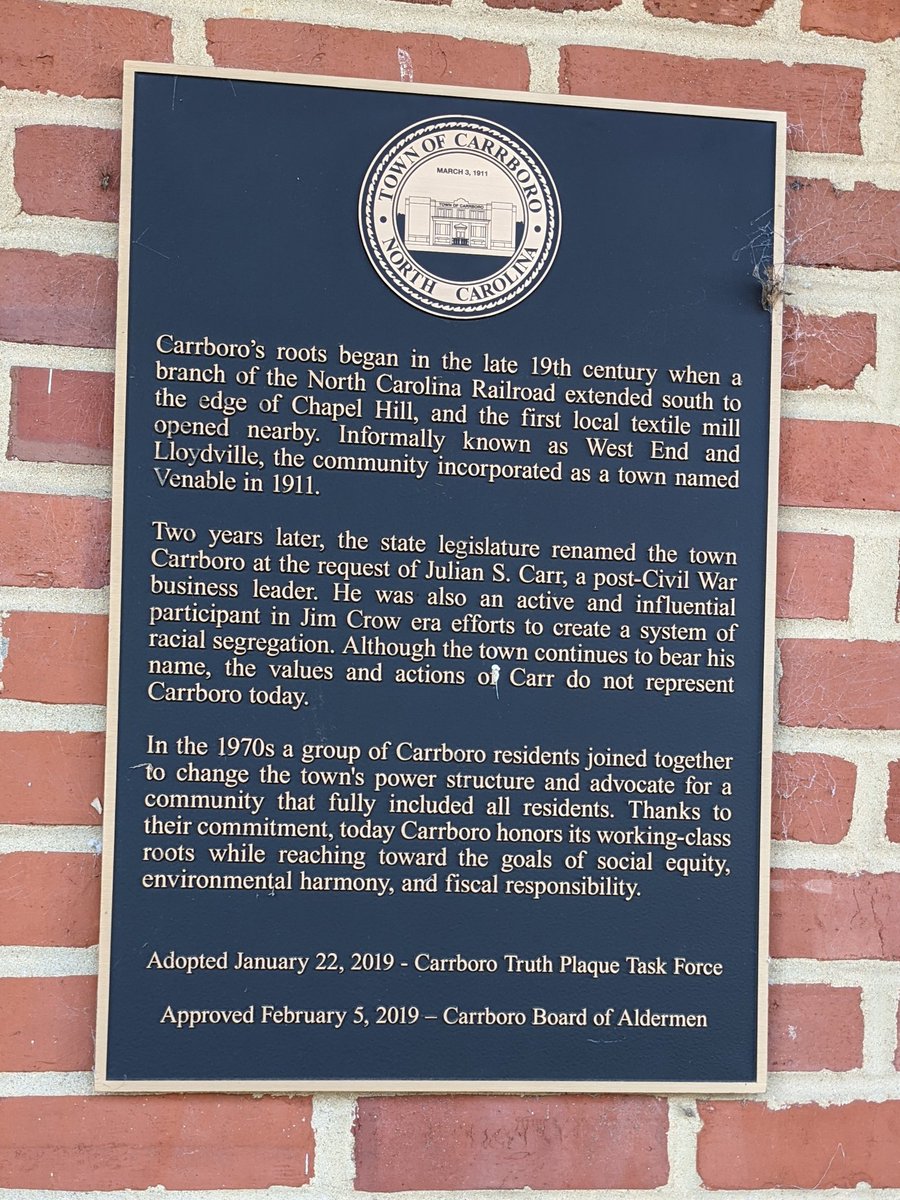 TOWN OF CARRBORO
MARCH 3, 1911
TOWN OF CARRBORO
NORTH CAROLINA
Carrboro's roots began in the late 19th century when a
branch of the North Carolina Railroad extended south to
the edge of Chapel Hill, and the first local textile mill
opened nearby. Informally known as West End and
Lloydville, the community incorporated as a town named
Venable in 1911.
Two years later, the state legislature renamed the town
Carrboro at the request of Julian S. Carr, a post-Civil War
business leader. He was also an active and influential
participant in Jim Crow era efforts to create a system of
racial segregation. Although the town continues to bear his
name, the values and actions of Carr do not represent
Carrboro today.
In the 1970s a group of Carrboro residents joined together
to change the town's power structure and advocate for a
community that fully included all residents. Thanks to
their commitment, today Carrboro honors its working-class
roots while reaching toward the goals of social equity,
environmental harmony, and fiscal responsibility.
Adopted January 22, 2019 - Carrboro Truth Plaque Task Force
Approved February 5, 2019 – Carrboro Board of Aldermen